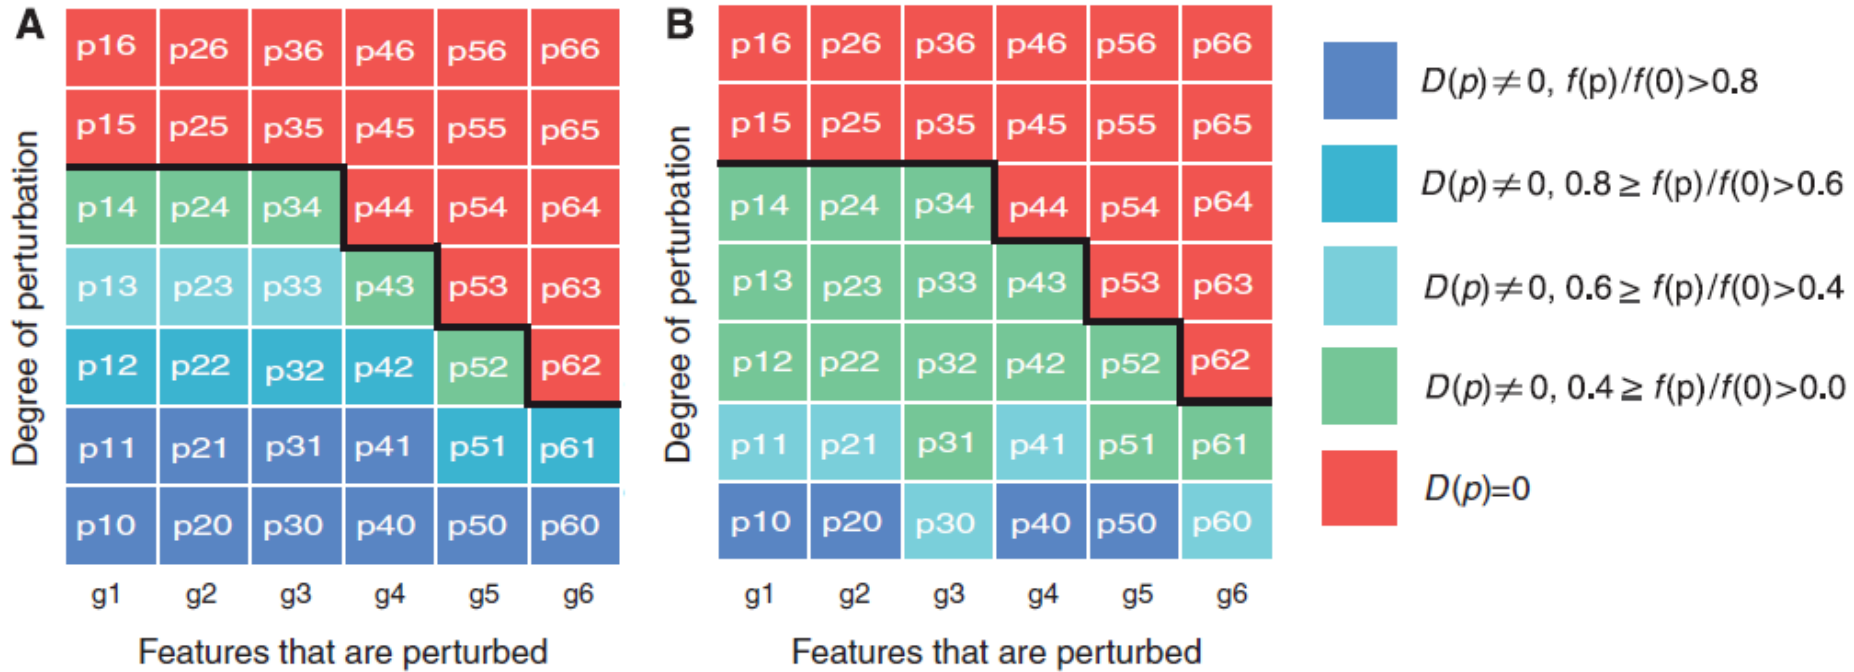 A
p16 p26 p36 p46 p56 p66
p15 p25 p35 p45 p55 p65
p14 p24 p34 p44 p54 p64
p13 p23 p33 p43 p53 p63
p12 p22 p32 p42 p52 p62
p11 p21 p31 p41 p51 p61
p10 p20 p30 p40 p50 p60
g1 g2 g3 g4 g5 g6
Features that are perturbed
Degree of perturbation
B
p16 p26 p36 p46 p56 p66
p15 p25 p35 p45 p55 p65
p14 p24 p34 p44 p54 p64
p13 p23 p33 p43 p53 p63
p12 p22 p32 p42 p52 p62
p11 p21 p31 p41 p51 p61
p10 p20 p30 p40 p50 p60
g1 g2 g3 g4 g5 g6
Features that are perturbed
Degree of perturbation
D(p)≠0, f(p)/f(0)>0.8
D(p)≠0, 0.8 ≥ f(p)/f(0)>0.6
D(p)≠0, 0.6 ≥ f(p)/f(0)>0.4
D(p)≠0, 0.4 ≥ f(p)/f(0)>0.0
D(p)=0